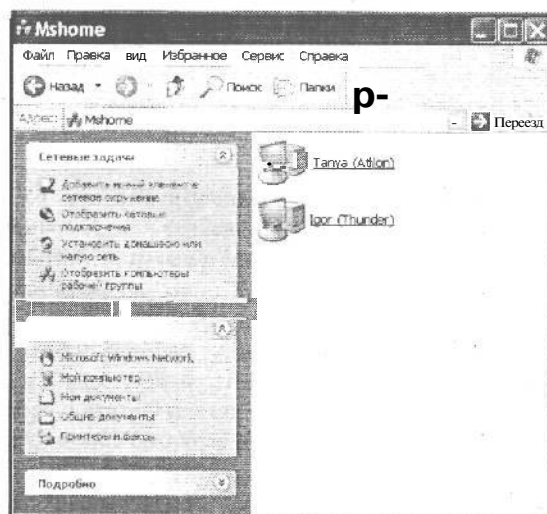 Mshome
Файл Правка вид Избранное Сервис Справка
Назад Поиск Папки р-
Адрес: Mshome - Переезд
Сетевые задачи
Добавить новый элемент в
сетевое окружение
Отобразить сетевые
подключения
Установить домашнюю или
малую сеть
Отобразить компьютеры
рабочей группы
Microsoft Windows Network
Мой компьютер
Мои документы
Общие документы
Принтеры и факсы
Подробно
Tanya (Athlon)
Igor (Thunder)